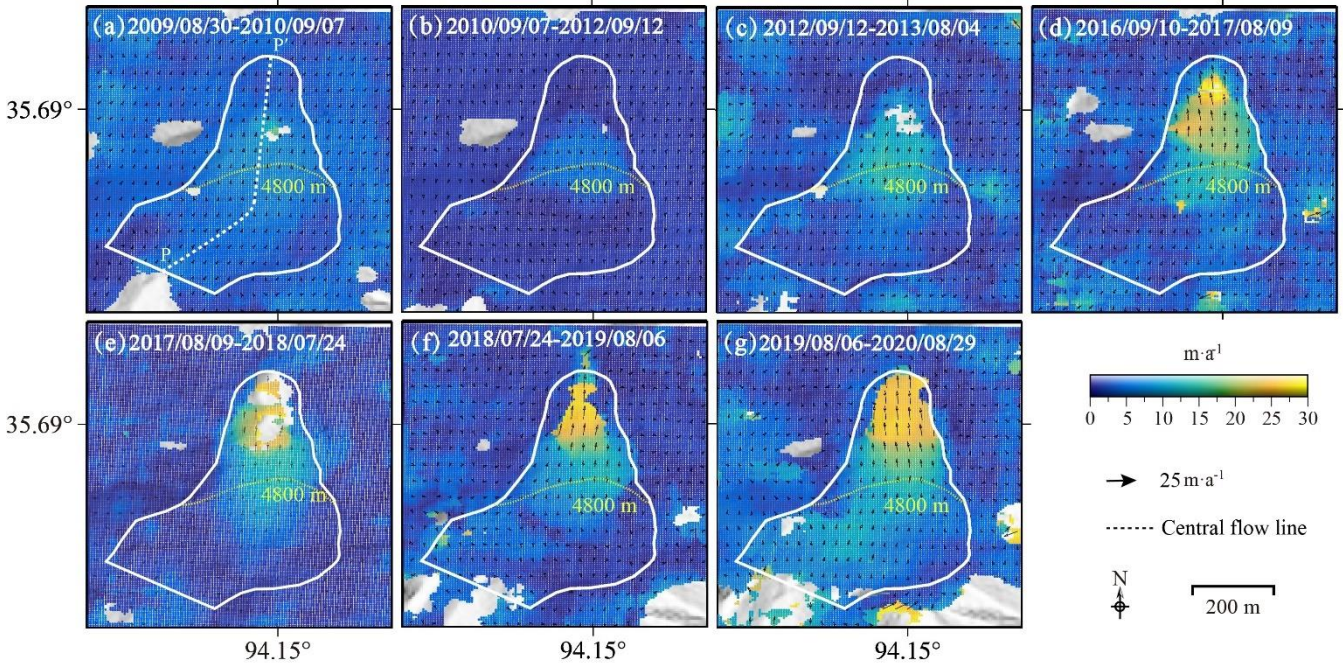 (a) 2009/08/30-2010/09/07
P'
4800 m
P
(b) 2010/09/07-2012/09/12
4800 m
(c) 2012/09/12-2013/08/04
4800 m
(d) 2016/09/10-2017/08/09
4800 m
35.69°
(e) 2017/08/09-2018/07/24
4800 m
(f) 2018/07/24-2019/08/06
4800 m
(g) 2019/08/06-2020/08/29
4800 m
35.69°
94.15°
94.15°
94.15°
m·a⁻¹
0 5 10 15 20 25 30
25 m·a⁻¹
Central flow line
N
200 m